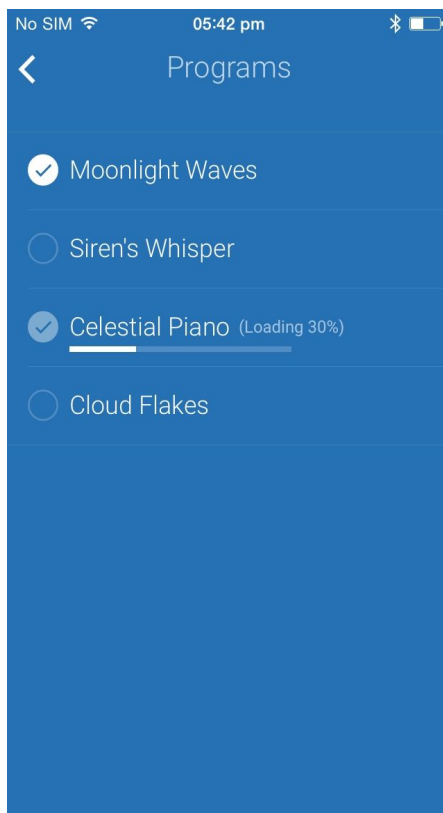 No SIM 05:42 pm
Programs
Moonlight Waves
Siren's Whisper
Celestial Piano (Loading 30%)
Cloud Flakes